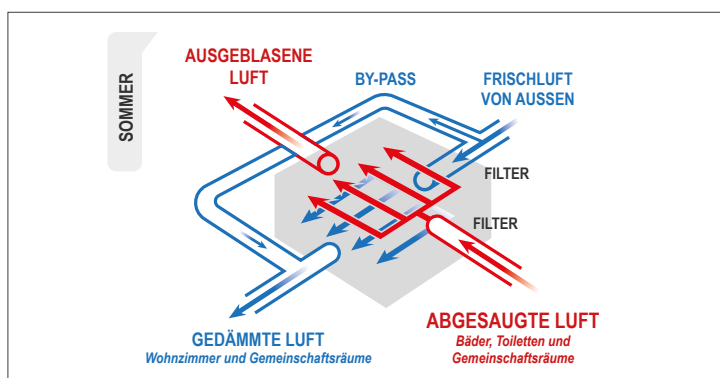 SOMMER
AUSGEBLASENE
LUFT
BY-PASS
FRISCHLUFT
VON AUSSEN
FILTER
FILTER
GEDÄMMTE LUFT
Wohnzimmer und Gemeinschaftsräume
ABGESAUGTE LUFT
Bäder, Toiletten und
Gemeinschaftsräume